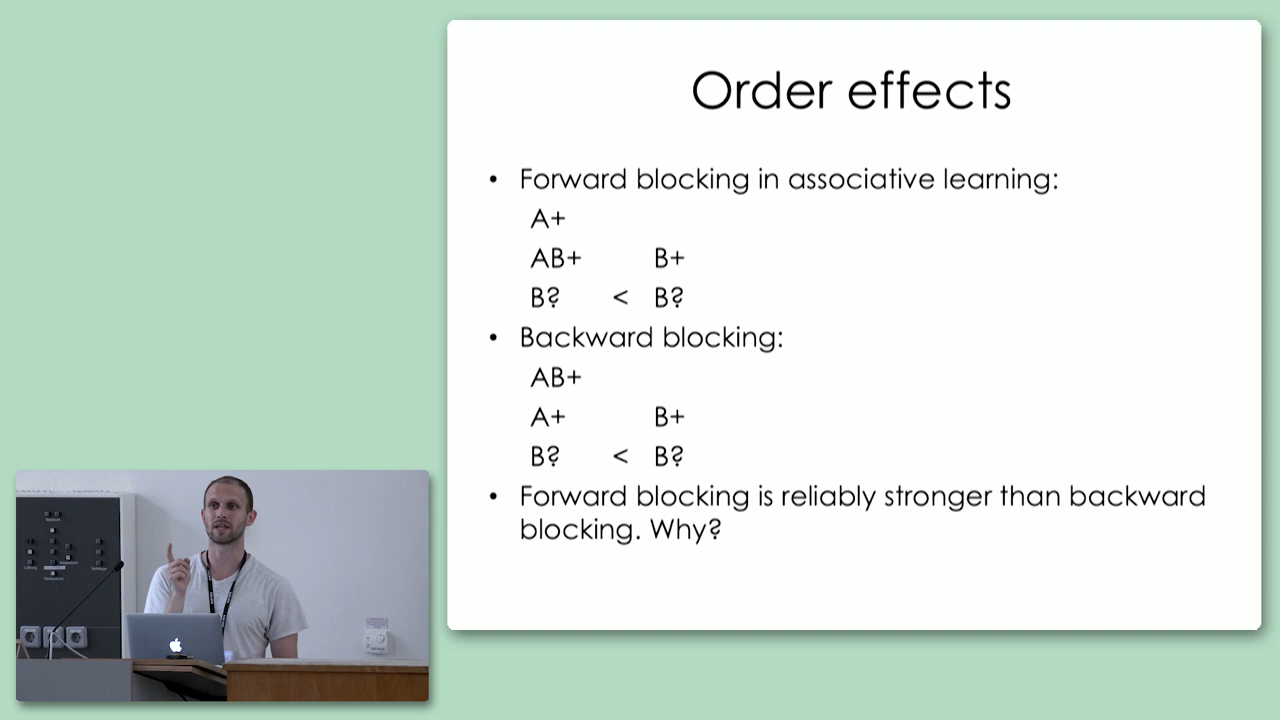 Order effects
• Forward blocking in associative learning:
A+
AB+ B+
B? < B?
• Backward blocking:
AB+
A+ B+
B? < B?
• Forward blocking is reliably stronger than backward
blocking. Why?